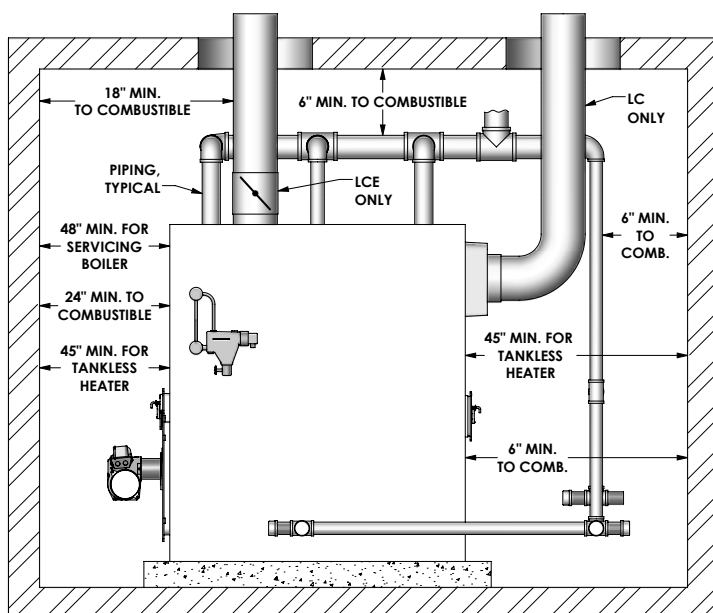 18" MIN.
TO COMBUSTIBLE
6" MIN. TO COMBUSTIBLE
LC
ONLY
PIPING,
TYPICAL
LCE
ONLY
48" MIN. FOR
SERVICING
BOILER
6" MIN.
TO
COMB.
24" MIN. TO
COMBUSTIBLE
45" MIN. FOR
TANKLESS
HEATER
45" MIN. FOR
TANKLESS
HEATER
6" MIN.
TO COMB.